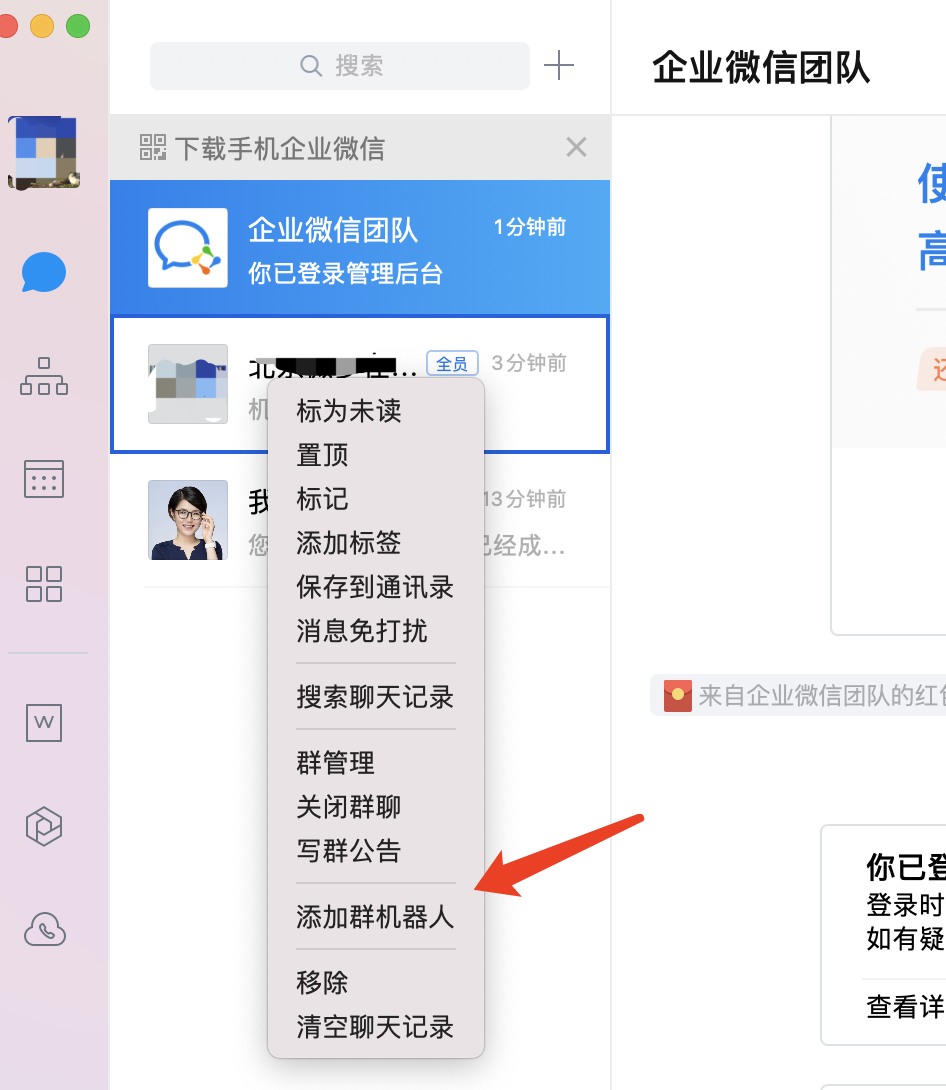 搜索
企业微信团队
下载手机企业微信
企业微信团队
1分钟前
你已登录管理后台
全员
3分钟前
机
我
13分钟前
您
已经成...
标为未读
置顶
标记
添加标签
保存到通讯录
消息免打扰
搜索聊天记录
群管理
关闭群聊
写群公告
添加群机器人
移除
清空聊天记录
使
高
还
来自企业微信团队的红包
你已登
登录时
如有疑
查看详
W